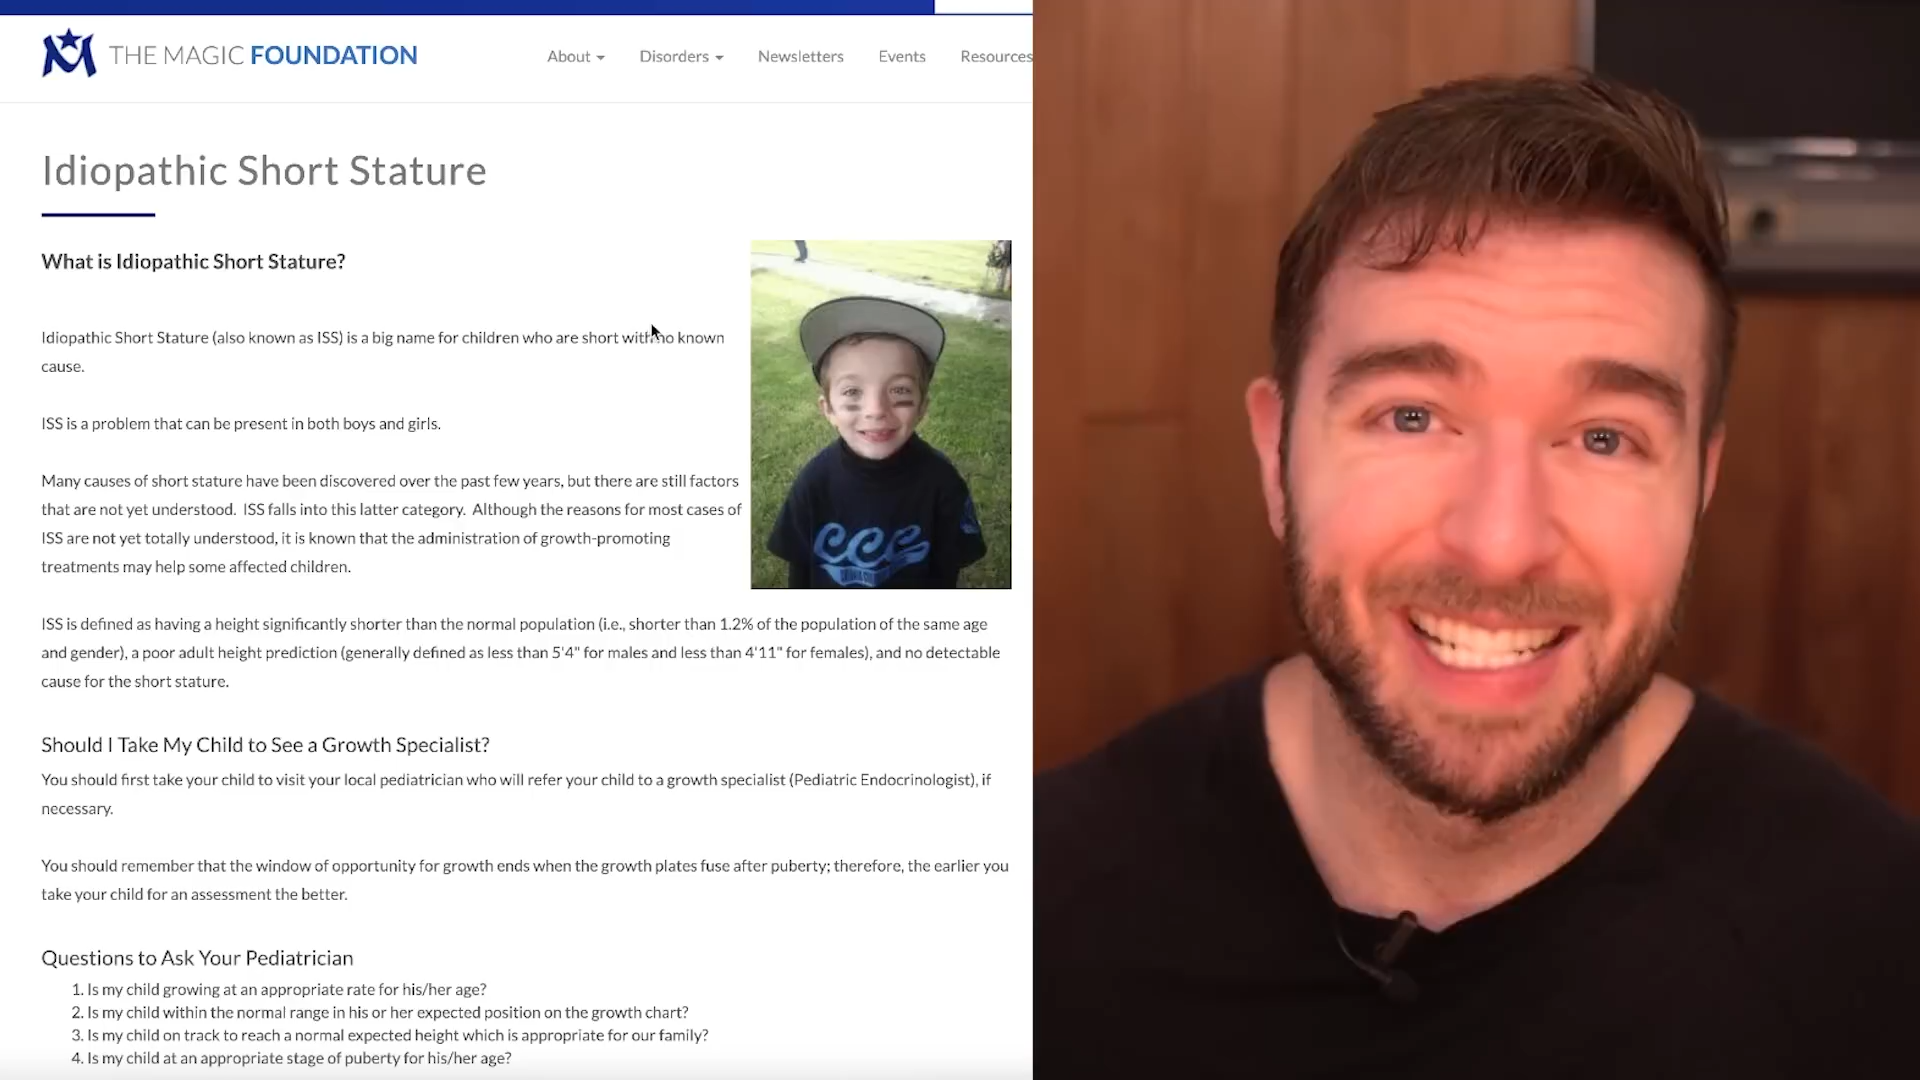 THE MAGIC FOUNDATION
About
Disorders
Newsletters
Events
Resources
Idiopathic Short Stature
What is Idiopathic Short Stature?
Idiopathic Short Stature (also known as ISS) is a big name for children who are short with no known
cause.
ISS is a problem that can be present in both boys and girls.
Many causes of short stature have been discovered over the past few years, but there are still factors
that are not yet understood. ISS falls into this latter category. Although the reasons for most cases of
ISS are not yet totally understood, it is known that the administration of growth-promoting
treatments may help some affected children.
CCC
ISS is defined as having a height significantly shorter than the normal population (i.e., shorter than 1.2% of the population of the same age
and gender), a poor adult height prediction (generally defined as less than 5'4" for males and less than 4'11" for females), and no detectable
cause for the short stature.
Should I Take My Child to See a Growth Specialist?
You should first take your child to visit your local pediatrician who will refer your child to a growth specialist (Pediatric Endocrinologist), if
necessary.
You should remember that the window of opportunity for growth ends when the growth plates fuse after puberty; therefore, the earlier you
take your child for an assessment the better.
Questions to Ask Your Pediatrician
1. Is my child growing at an appropriate rate for his/her age?
2. Is my child within the normal range in his or her expected position on the growth chart?
3. Is my child on track to reach a normal expected height which is appropriate for our family?
4. Is my child at an appropriate stage of puberty for his/her age?